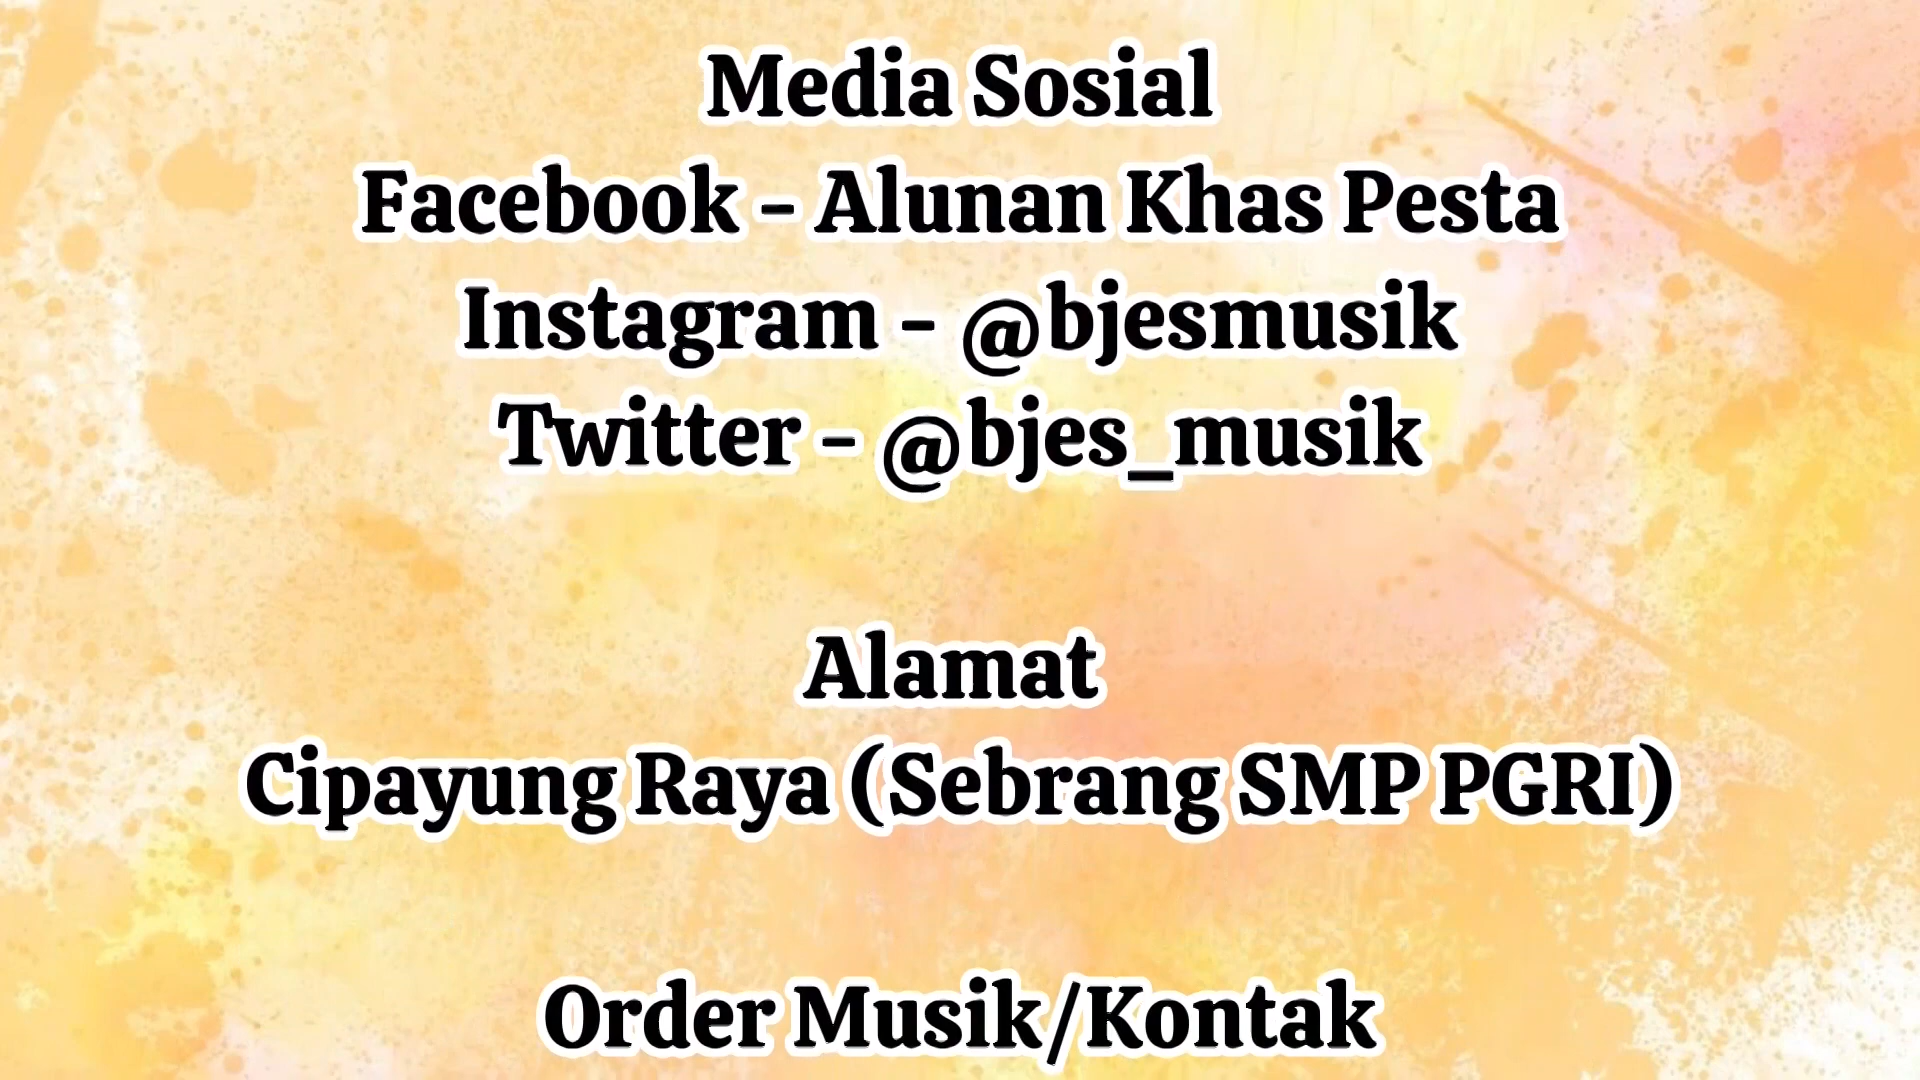 Media Sosial
Facebook - Alunan Khas Pesta
Instagram - @bjesmusik
Twitter - @bjes_musik
Alamat
Cipayung Raya (Sebrang SMP PGRI)
Order Musik/Kontak